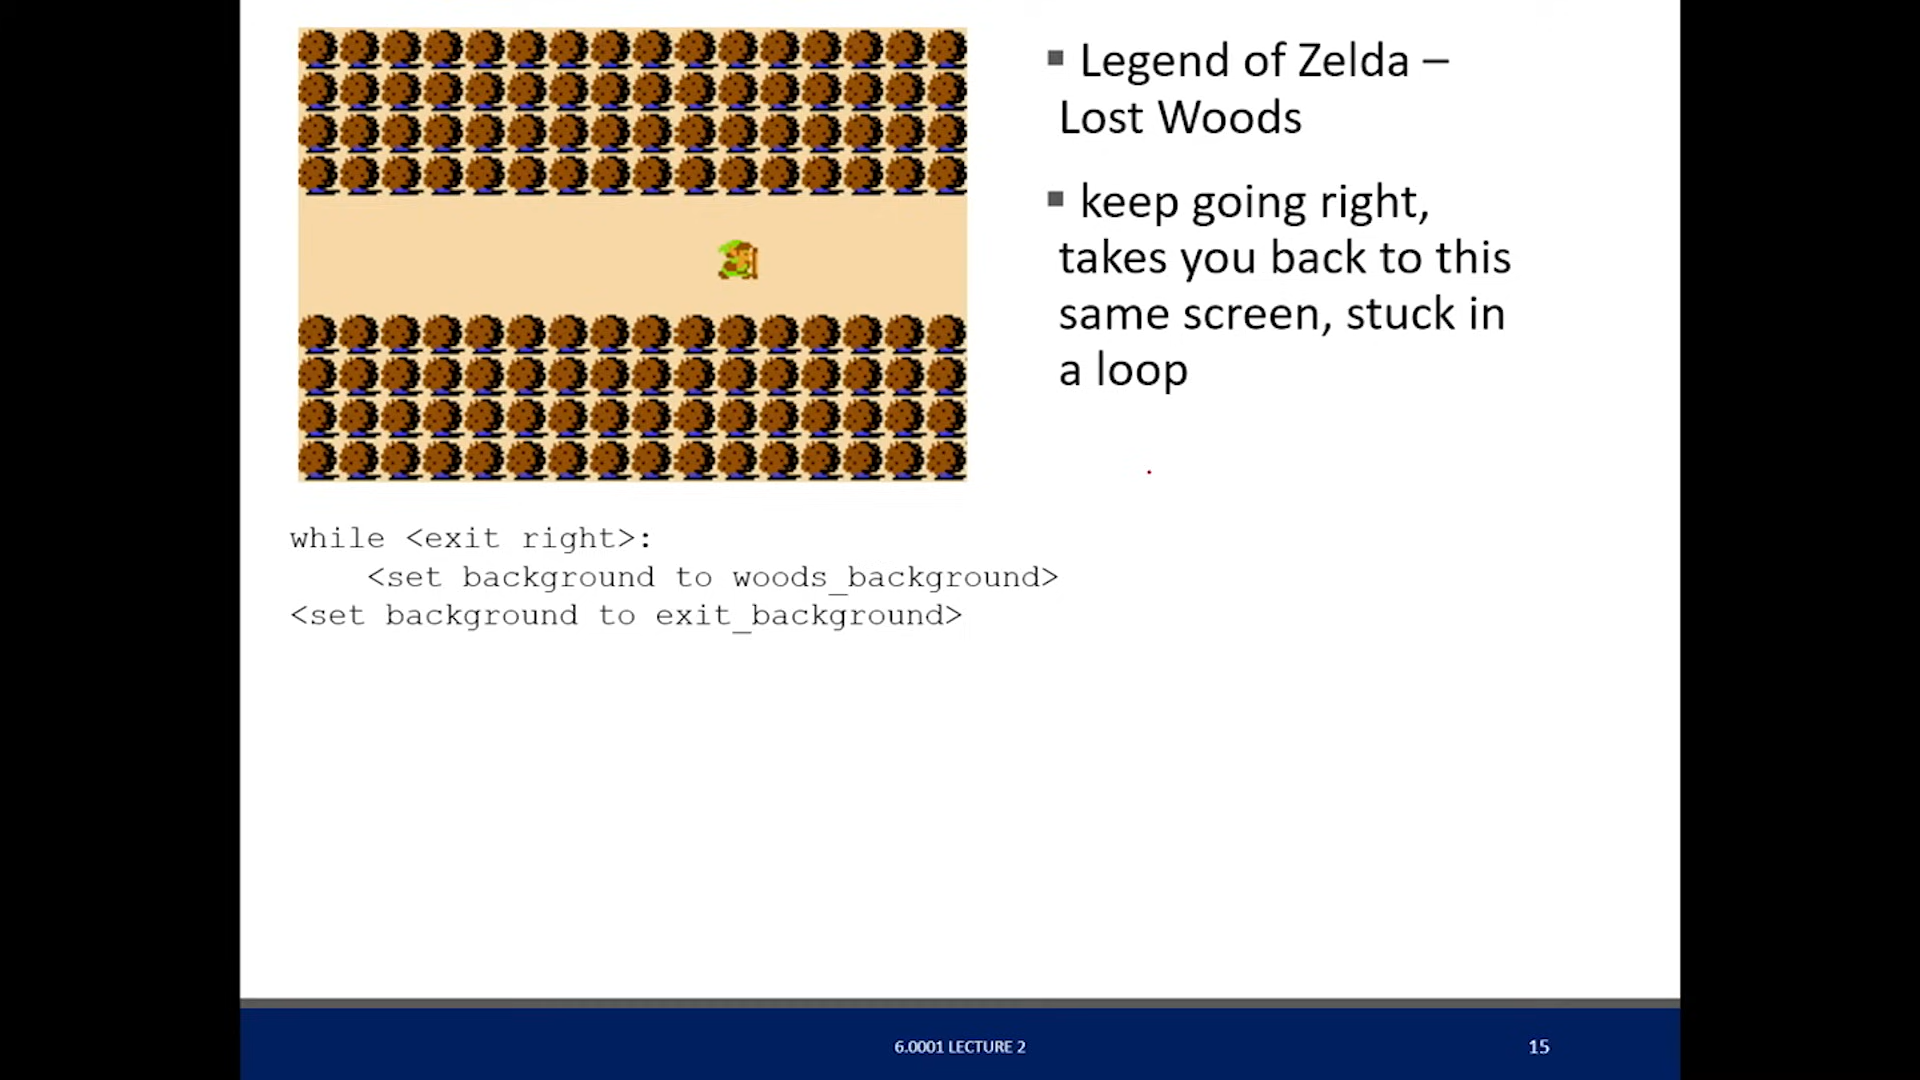 ▪ Legend of Zelda –
Lost Woods
▪ keep going right,
takes you back to this
same screen, stuck in
a loop
while <exit right>:
    <set background to woods_background>
<set background to exit_background>
6.0001 LECTURE 2
15